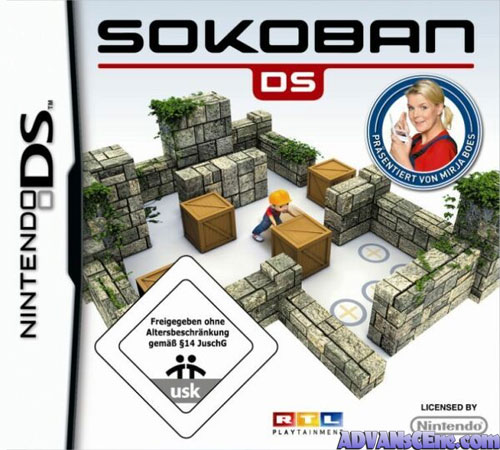 SOKOBAN
DS
NINTENDO DS™
PRÄSENTIERT VON MIRJA BOES
Freigegeben ohne
Altersbeschränkung
gemäß §14 JuschG
usk
RTL
PLAYTAINMENT
LICENSED BY
Nintendo
ADVANsCEne.com